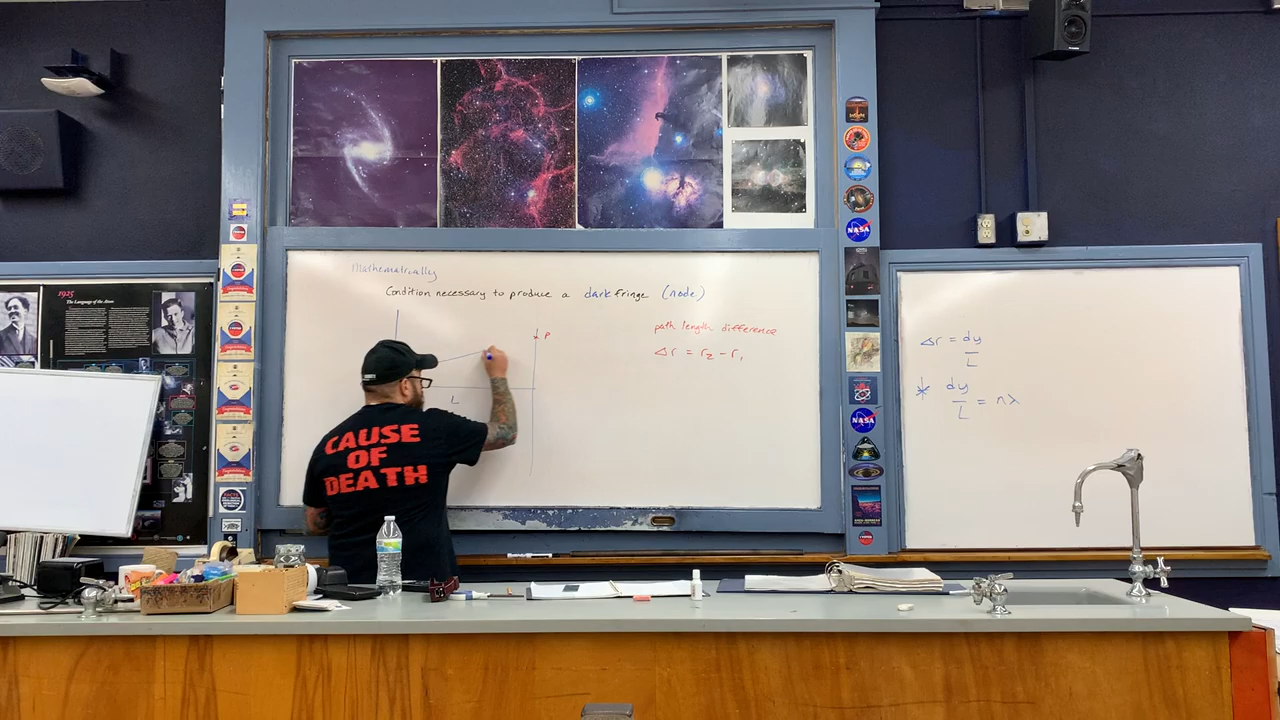 1925
The Language of the Atom
Mathematically
Condition necessary to produce a dark fringe (node)
P
path length difference
Δr = r₂ - r₁
L
CAUSE
OF
DEATH
NASA
NASA
Δr = dy
L
* dy
L = nλ